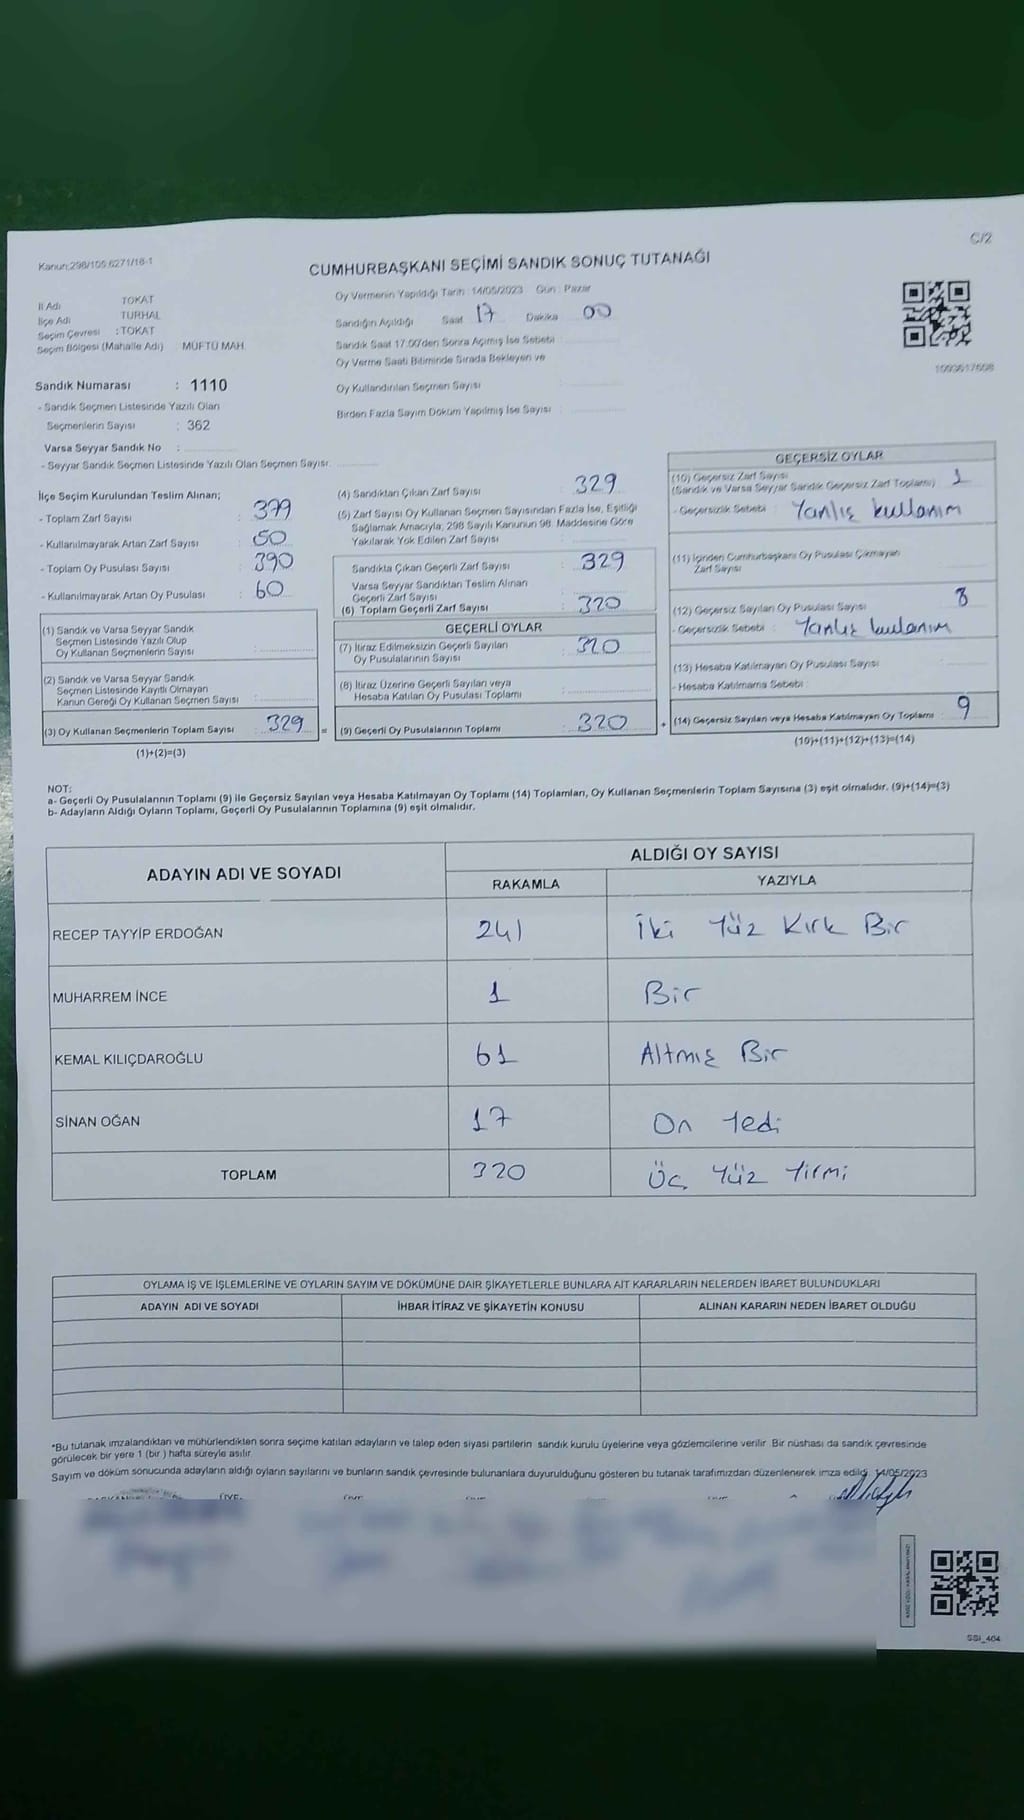 C/2
Kanun:298/105,6271/18-1
CUMHURBAŞKANI SEÇİMİ SANDIK SONUÇ TUTANAĞI
İl Adı TOKAT
İlçe Adı TURHAL
Seçim Çevresi : TOKAT
Seçim Bölgesi (Mahalle Adı) MÜFTÜ MAH.
Sandık Numarası : 1110
- Sandık Seçmen Listesinde Yazılı Olan
Seçmenlerin Sayısı : 362
Varsa Seyyar Sandık No :
- Seyyar Sandık Seçmen Listesinde Yazılı Olan Seçmen Sayısı:
Oy Vermenin Yapıldığı Tarih : 14/05/2023 Gün : Pazar
Sandığın Açıldığı Saat 17 Dakika 00
Sandık Saat 17:00'den Sonra Açımış İse Sebebi :
Oy Verme Saati Bitiminde Sırada Bekleyen ve
Oy Kullandırılan Seçmen Sayısı
Birden Fazla Sayım Döküm Yapılmış İse Sayısı :
1093617608
İlçe Seçim Kurulundan Teslim Alınan;
- Toplam Zarf Sayısı : 379
- Kullanılmayarak Artan Zarf Sayısı : 50
- Toplam Oy Pusulası Sayısı : 390
- Kullanılmayarak Artan Oy Pusulası : 60
(1) Sandık ve Varsa Seyyar Sandık
Seçmen Listesinde Yazılı Olup
Oy Kullanan Seçmenlerin Sayısı :
(2) Sandık ve Varsa Seyyar Sandık
Seçmen Listesinde Kayıtlı Olmayan
Kanun Gereği Oy Kullanan Seçmen Sayısı :
(3) Oy Kullanan Seçmenlerin Toplam Sayısı : 329 =
(1)+(2)=(3)
(4) Sandıktan Çıkan Zarf Sayısı : 329
(5) Zarf Sayısı Oy Kullanan Seçmen Sayısından Fazla İse, Eşitliği
Sağlamak Amacıyla; 298 Sayılı Kanunun 98. Maddesine Göre
Yakılarak Yok Edilen Zarf Sayısı :
Sandıkta Çıkan Geçerli Zarf Sayısı : 329
Varsa Seyyar Sandıktan Teslim Alınan
Geçerli Zarf Sayısı :
(6) Toplam Geçerli Zarf Sayısı : 320
GEÇERLİ OYLAR
(7) İtiraz Edilmeksizin Geçerli Sayılan
Oy Pusulalarının Sayısı : 320
(8) İtiraz Üzerine Geçerli Sayılan veya
Hesaba Katılan Oy Pusulası Toplamı :
(9) Geçerli Oy Pusulalarının Toplamı : 320 +
GEÇERSİZ OYLAR
(10) Geçersiz Zarf Sayısı
(Sandık ve Varsa Seyyar Sandık Geçersiz Zarf Toplamı) : 1
- Geçersizlik Sebebi : Yanlış kullanım
(11) İçinden Cumhurbaşkanı Oy Pusulası Çıkmayan
Zarf Sayısı :
(12) Geçersiz Sayılan Oy Pusulası Sayısı 8
- Geçersizlik Sebebi : Yanlış kullanım
(13) Hesaba Katılmayan Oy Pusulası Sayısı :
- Hesaba Katılmama Sebebi :
(14) Geçersiz Sayılan veya Hesaba Katılmayan Oy Toplamı : 9
(10)+(11)+(12)+(13)=(14)
NOT:
a- Geçerli Oy Pusulalarının Toplamı (9) ile Geçersiz Sayılan veya Hesaba Katılmayan Oy Toplamı (14) Toplamları, Oy Kullanan Seçmenlerin Toplam Sayısına (3) eşit olmalıdır. (9)+(14)=(3)
b- Adayların Aldığı Oyların Toplamı, Geçerli Oy Pusulalarının Toplamına (9) eşit olmalıdır.
ADAYIN ADI VE SOYADI ALDIĞI OY SAYISI
RAKAMLA YAZIYLA
RECEP TAYYİP ERDOĞAN 241 İki Yüz Kırk Bir
MUHARREM İNCE 1 Bir
KEMAL KILIÇDAROĞLU 61 Altmış Bir
SİNAN OĞAN 17 On Yedi
TOPLAM 320 Üç Yüz Yirmi
OYLAMA İŞ VE İŞLEMLERİNE VE OYLARIN SAYIM VE DÖKÜMÜNE DAİR ŞİKAYETLERLE BUNLARA AİT KARARLARIN NELERDEN İBARET BULUNDUKLARI
ADAYIN ADI VE SOYADI İHBAR İTİRAZ VE ŞİKAYETİN KONUSU ALINAN KARARIN NEDEN İBARET OLDUĞU
*Bu tutanak imzalandıktan ve mühürlendikten sonra seçime katılan adayların ve talep eden siyasi partilerin sandık kurulu üyelerine veya gözlemcilerine verilir. Bir nüshası da sandık çevresinde
görülecek bir yere 1 (bir) hafta süreyle asılır.
Sayım ve döküm sonucunda adayların aldığı oyların sayılarını ve bunların sandık çevresinde bulunanlara duyurulduğunu gösteren bu tutanak tarafımızdan düzenlenerek imza edildi. 14/05/2023
SSI_404